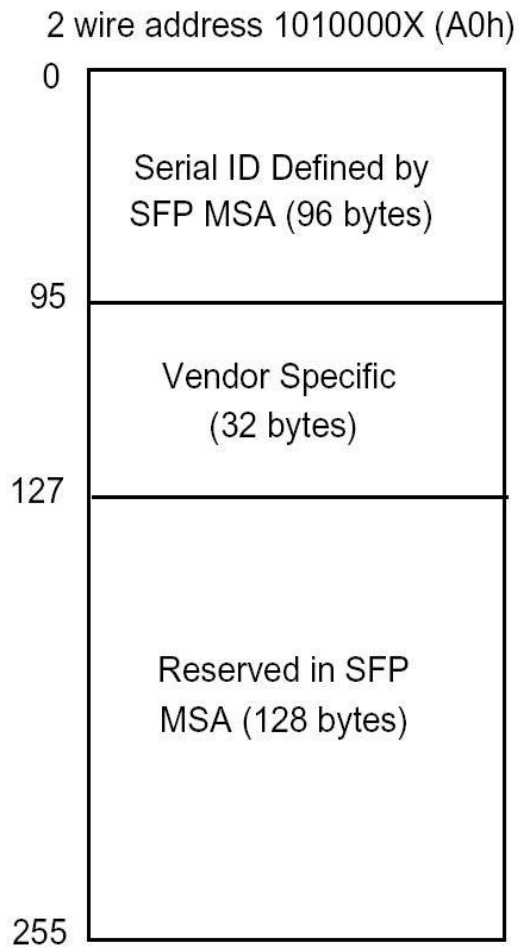 2 wire address 1010000X (A0h)
0
Serial ID Defined by
SFP MSA (96 bytes)
95
Vendor Specific
(32 bytes)
127
Reserved in SFP
MSA (128 bytes)
255